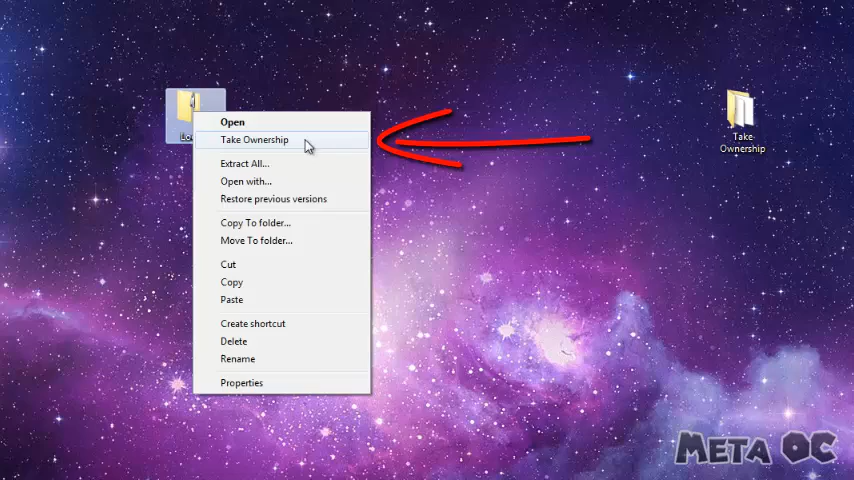 Open
Take Ownership
Extract All...
Open with...
Restore previous versions
Copy To folder...
Move To folder...
Cut
Copy
Paste
Create shortcut
Delete
Rename
Properties
Take
Ownership
META OC